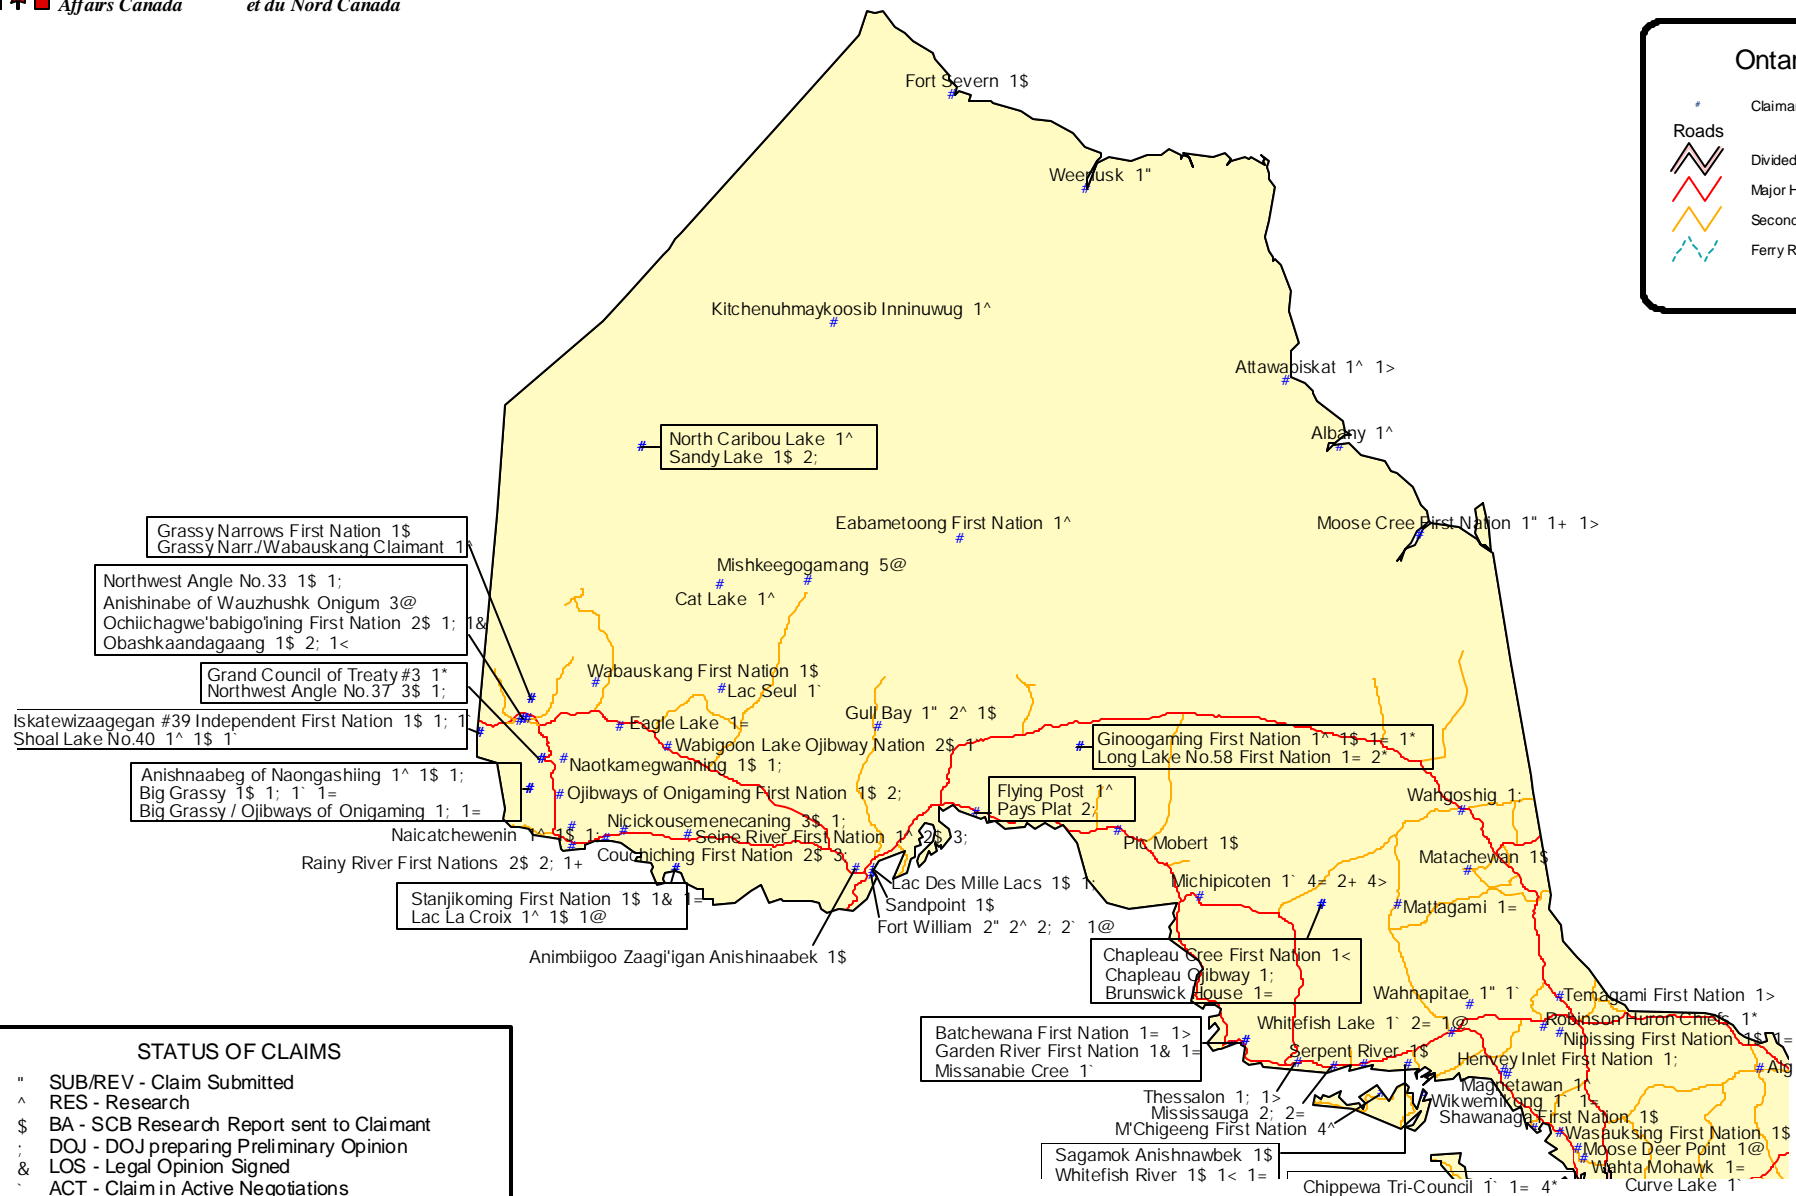 Affairs Canada et du Nord Canada
Fort Severn 1$
Weenusk 1"
Kitchenuhmaykoosib Inninuwug 1^
Attawapiskat 1^ 1>
Albany 1^
North Caribou Lake 1^
Sandy Lake 1$ 2;
Eabametoong First Nation 1^
Moose Cree First Nation 1" 1+ 1>
Mishkeegogamang 5@
Cat Lake 1^
Grassy Narrows First Nation 1$
Grassy Narr./Wabauskang Claimant 1^
Northwest Angle No.33 1$ 1;
Anishinabe of Wauzhushk Onigum 3@
Ochiichagwe'babigo'ining First Nation 2$ 1; 1&
Obashkaandagaang 1$ 2; 1<
Grand Council of Treaty #3 1*
Northwest Angle No.37 3$ 1;
Iskatewizaagegan #39 Independent First Nation 1$ 1; 1`
Shoal Lake No.40 1^ 1$ 1`
Anishnaabeg of Naongashiing 1^ 1$ 1;
Big Grassy 1$ 1; 1` 1=
Big Grassy / Ojibways of Onigaming 1; 1=
Wabauskang First Nation 1$
Lac Seul 1`
Eagle Lake 1=
Gull Bay 1" 2^ 1$
Wabigoon Lake Ojibway Nation 2$ 1`
Naotkamegwanning 1$ 1;
Ojibways of Onigaming First Nation 1$ 2;
Nicickousemenecaning 3$ 1;
Naicatchewenin 1^ 1$ 1;
Seine River First Nation 1^ 2$ 3;
Couchiching First Nation 2$ 3;
Rainy River First Nations 2$ 2; 1+
Stanjikoming First Nation 1$ 1& 1=
Lac La Croix 1^ 1$ 1@
Ginoogaming First Nation 1^ 1$ 1= 1*
Long Lake No.58 First Nation 1= 2*
Flying Post 1^
Pays Plat 2;
Wahgoshig 1;
Pic Mobert 1$
Matachewan 1$
Lac Des Mille Lacs 1$ 1;
Sandpoint 1$
Fort William 2" 2^ 2; 2` 1@
Animbiigoo Zaagi'igan Anishinaabek 1$
Michipicoten 1` 4= 2+ 4>
Mattagami 1=
Chapleau Cree First Nation 1<
Chapleau Ojibway 1;
Brunswick House 1=
Wahnapitae 1" 1`
Temagami First Nation 1>
Whitefish Lake 1` 2= 1@
Robinson Huron Chiefs 1*
Nipissing First Nation 1$ 1=
Batchewana First Nation 1= 1>
Garden River First Nation 1& 1=
Missanabie Cree 1`
Serpent River 1$
Henvey Inlet First Nation 1;
Alg
Magnetawan 1^
Thessalon 1; 1>
Wikwemikong 1` 1=
Mississauga 2; 2=
Shawanaga First Nation 1$
M'Chigeeng First Nation 4^
Wasauksing First Nation 1$
Moose Deer Point 1@
Sagamok Anishnawbek 1$
Whitefish River 1$ 1< 1=
Wahta Mohawk 1=
Chippewa Tri-Council 1` 1= 4*
Curve Lake 1`
Ontar
# Claima
Roads
Divided
Major H
Second
Ferry R
STATUS OF CLAIMS
" SUB/REV - Claim Submitted
^ RES - Research
$ BA - SCB Research Report sent to Claimant
; DOJ - DOJ preparing Preliminary Opinion
& LOS - Legal Opinion Signed
` ACT - Claim in Active Negotiations